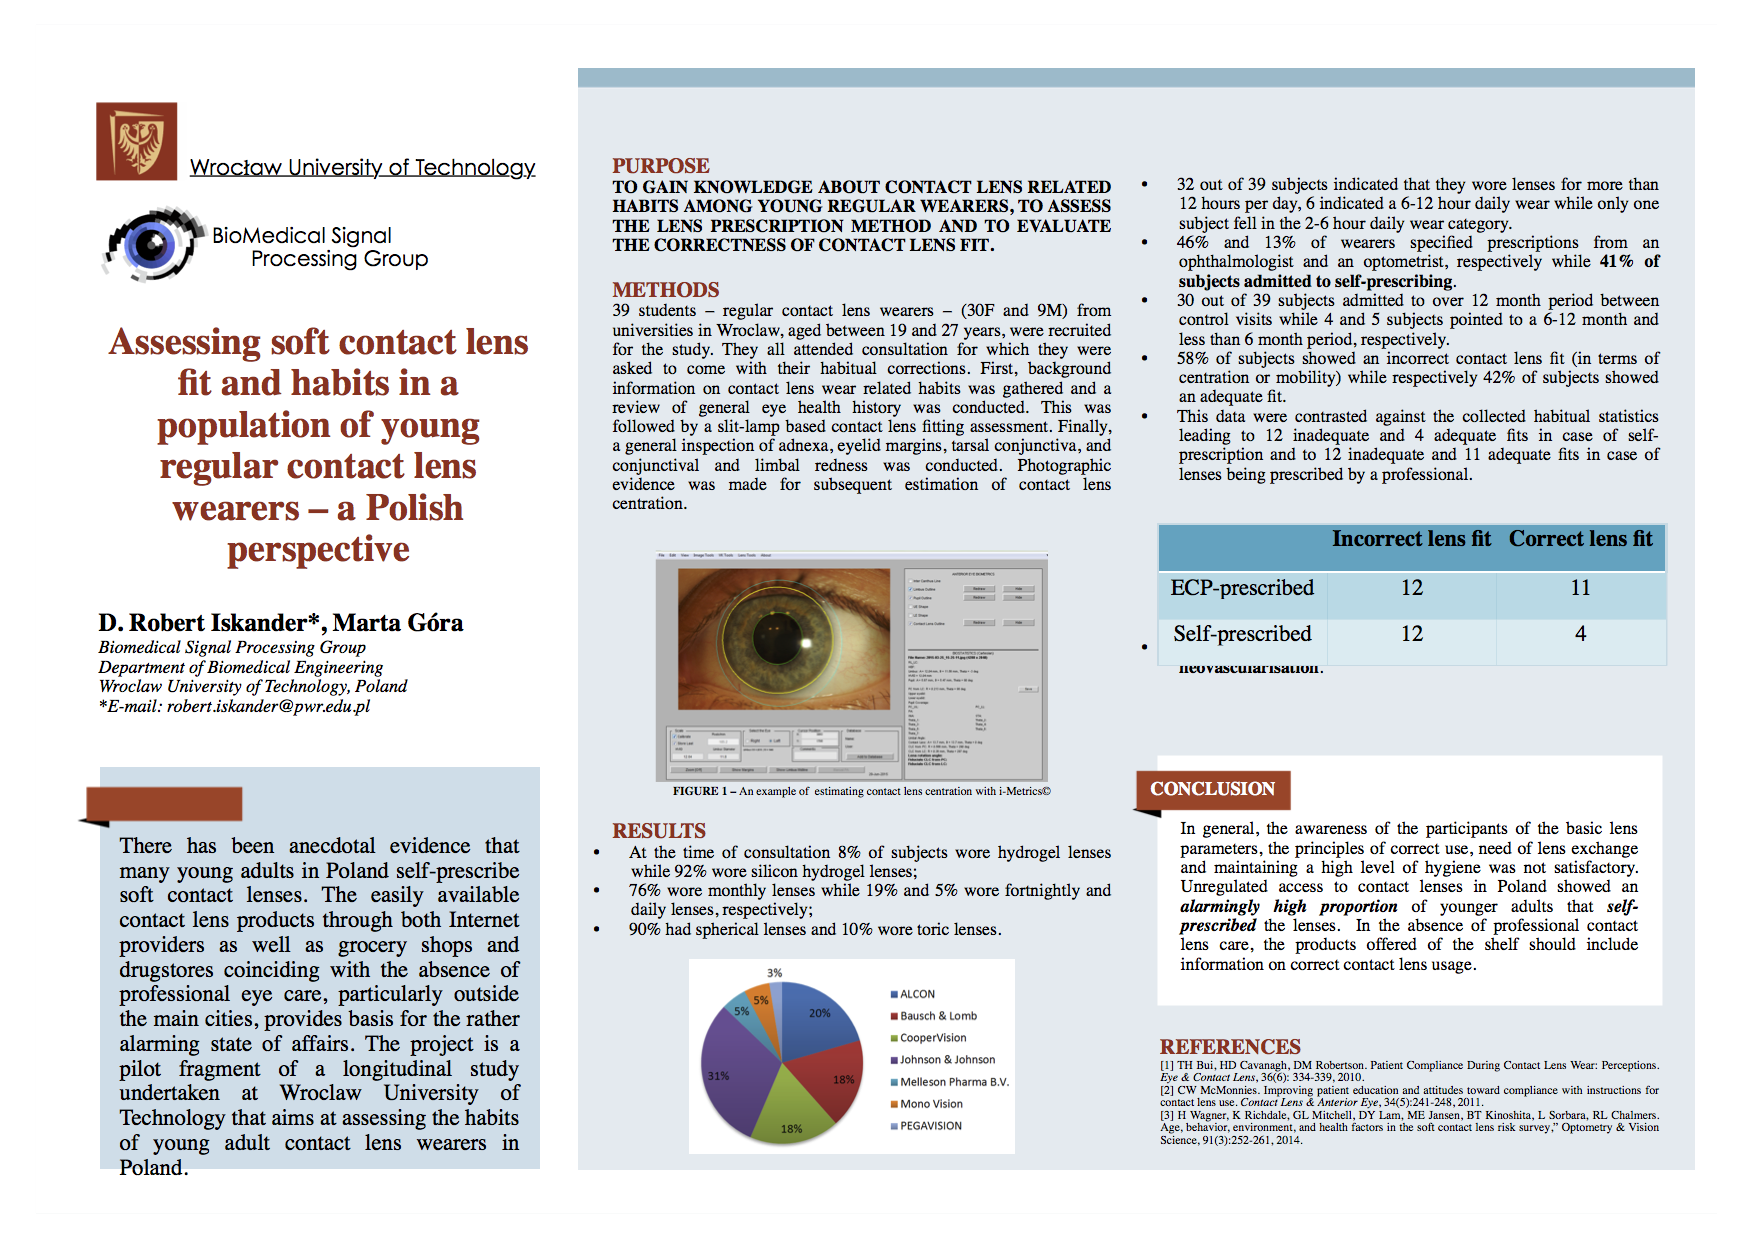 Wrocław University of Technology
BioMedical Signal
Processing Group
Assessing soft contact lens
fit and habits in a
population of young
regular contact lens
wearers – a Polish
perspective
D. Robert Iskander*, Marta Góra
Biomedical Signal Processing Group
Department of Biomedical Engineering
Wroclaw University of Technology, Poland
*E-mail: robert.iskander@pwr.edu.pl
There has been anecdotal evidence that
many young adults in Poland self-prescribe
soft contact lenses. The easily available
contact lens products through both Internet
providers as well as grocery shops and
drugstores coinciding with the absence of
professional eye care, particularly outside
the main cities, provides basis for the rather
alarming state of affairs. The project is a
pilot fragment of a longitudinal study
undertaken at Wroclaw University of
Technology that aims at assessing the habits
of young adult contact lens wearers in
Poland.
PURPOSE
TO GAIN KNOWLEDGE ABOUT CONTACT LENS RELATED
HABITS AMONG YOUNG REGULAR WEARERS, TO ASSESS
THE LENS PRESCRIPTION METHOD AND TO EVALUATE
THE CORRECTNESS OF CONTACT LENS FIT.
METHODS
39 students – regular contact lens wearers – (30F and 9M) from
universities in Wroclaw, aged between 19 and 27 years, were recruited
for the study. They all attended consultation for which they were
asked to come with their habitual corrections. First, background
information on contact lens wear related habits was gathered and a
review of general eye health history was conducted. This was
followed by a slit-lamp based contact lens fitting assessment. Finally,
a general inspection of adnexa, eyelid margins, tarsal conjunctiva, and
conjunctival and limbal redness was conducted. Photographic
evidence was made for subsequent estimation of contact lens
centration.
File Edit View Image Tools VK Tools Lens Tools About
ANTERIOR EYE BIOMETRICS
FIGURE 1 – An example of estimating contact lens centration with i-Metrics©
RESULTS
• At the time of consultation 8% of subjects wore hydrogel lenses
while 92% wore silicon hydrogel lenses;
• 76% wore monthly lenses while 19% and 5% wore fortnightly and
daily lenses, respectively;
• 90% had spherical lenses and 10% wore toric lenses.
3%
5%
5%
20%
31%
18%
18%
ALCON
Bausch & Lomb
CooperVision
Johnson & Johnson
Melleson Pharma B.V.
Mono Vision
PEGAVISION
• 32 out of 39 subjects indicated that they wore lenses for more than
12 hours per day, 6 indicated a 6-12 hour daily wear while only one
subject fell in the 2-6 hour daily wear category.
• 46% and 13% of wearers specified prescriptions from an
ophthalmologist and an optometrist, respectively while 41% of
subjects admitted to self-prescribing.
• 30 out of 39 subjects admitted to over 12 month period between
control visits while 4 and 5 subjects pointed to a 6-12 month and
less than 6 month period, respectively.
• 58% of subjects showed an incorrect contact lens fit (in terms of
centration or mobility) while respectively 42% of subjects showed
an adequate fit.
• This data were contrasted against the collected habitual statistics
leading to 12 inadequate and 4 adequate fits in case of self-
prescription and to 12 inadequate and 11 adequate fits in case of
lenses being prescribed by a professional.
Incorrect lens fit Correct lens fit
ECP-prescribed 12 11
Self-prescribed 12 4
• neovascularisation.
CONCLUSION
In general, the awareness of the participants of the basic lens
parameters, the principles of correct use, need of lens exchange
and maintaining a high level of hygiene was not satisfactory.
Unregulated access to contact lenses in Poland showed an
alarmingly high proportion of younger adults that self-
prescribed the lenses. In the absence of professional contact
lens care, the products offered of the shelf should include
information on correct contact lens usage.
REFERENCES
[1] TH Bui, HD Cavanagh, DM Robertson. Patient Compliance During Contact Lens Wear: Perceptions.
Eye & Contact Lens, 36(6): 334-339, 2010.
[2] CW McMonnies. Improving patient education and attitudes toward compliance with instructions for
contact lens use. Contact Lens & Anterior Eye, 34(5):241-248, 2011.
[3] H Wagner, K Richdale, GL Mitchell, DY Lam, ME Jansen, BT Kinoshita, L Sorbara, RL Chalmers.
Age, behavior, environment, and health factors in the soft contact lens risk survey,” Optometry & Vision
Science, 91(3):252-261, 2014.